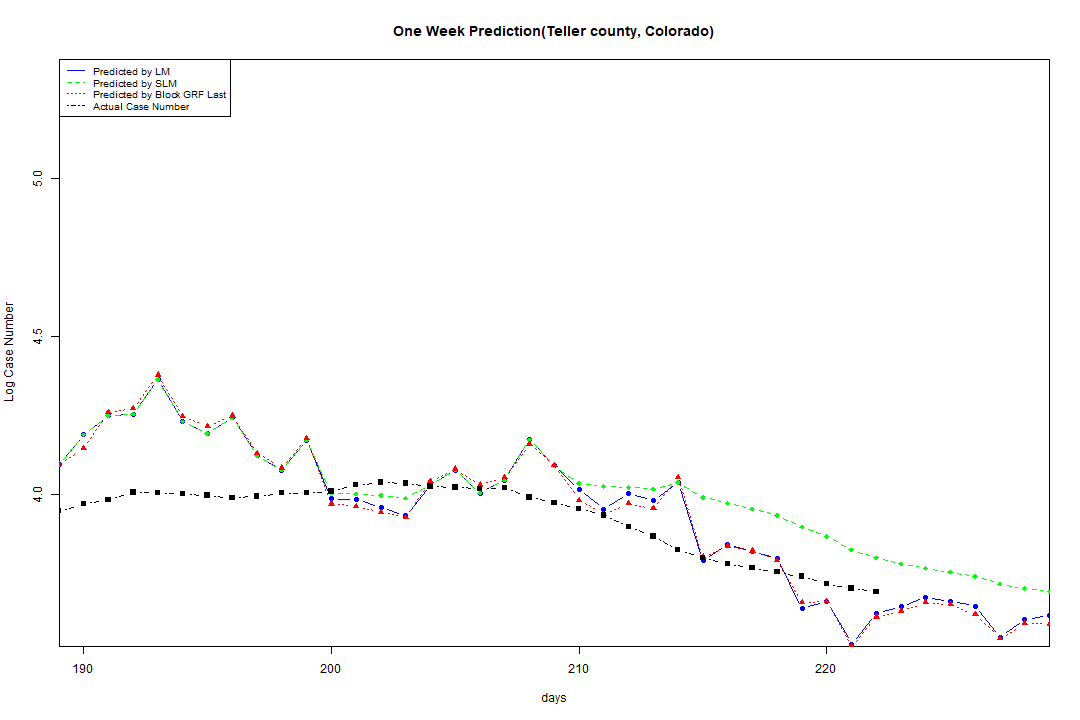 One Week Prediction(Teller county, Colorado)
Predicted by LM
Predicted by SLM
Predicted by Block GRF Last
Actual Case Number
Log Case Number
5.0
4.5
4.0
190
200
210
220
days